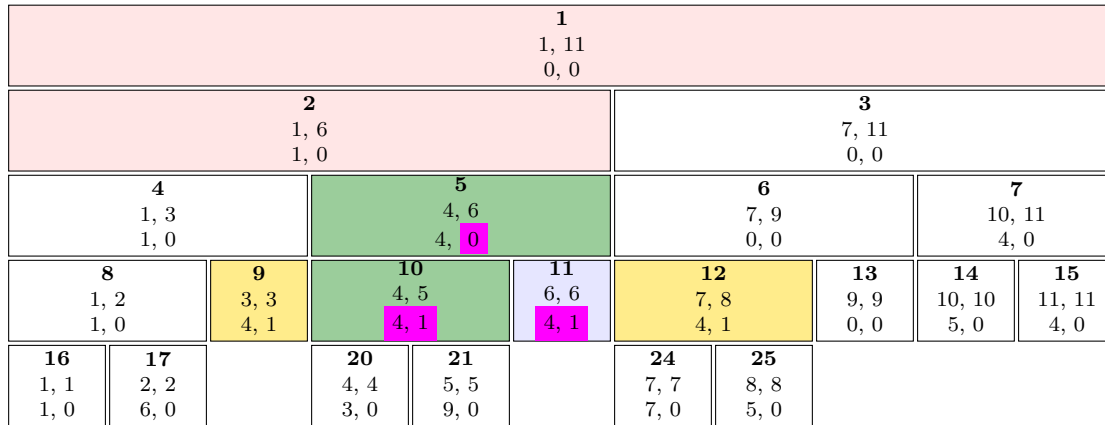 1
1, 11
0, 0
2 3
1, 6 7, 11
1, 0 0, 0
4 5 6 7
1, 3 4, 6 7, 9 10, 11
1, 0 4, 0 0, 0 4, 0
8 9 10 11 12 13 14 15
1, 2 3, 3 4, 5 6, 6 7, 8 9, 9 10, 10 11, 11
1, 0 4, 1 4, 1 4, 1 4, 1 0, 0 5, 0 4, 0
16 17 20 21 24 25
1, 1 2, 2 4, 4 5, 5 7, 7 8, 8
1, 0 6, 0 3, 0 9, 0 7, 0 5, 0